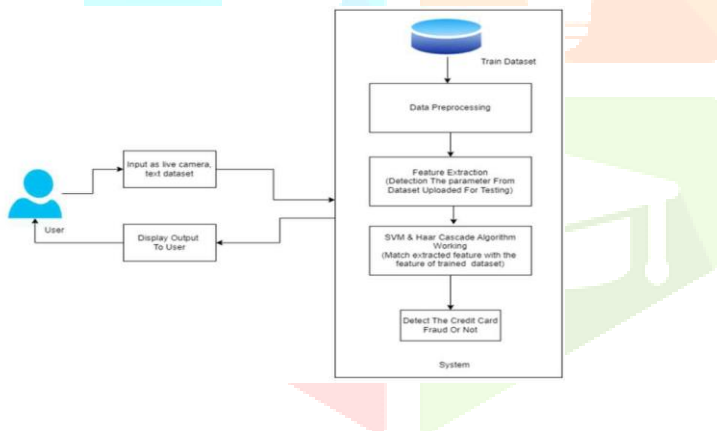 Train Dataset
Data Preprocessing
Input as live camera,
text dataset
Feature Extraction
(Detection The parameter From
Dataset Uploaded For Testing)
User
Display Output
To User
SVM & Haar Cascade Algorithm
Working
(Match extracted feature with the
feature of trained dataset)
Detect The Credit Card
Fraud Or Not
System